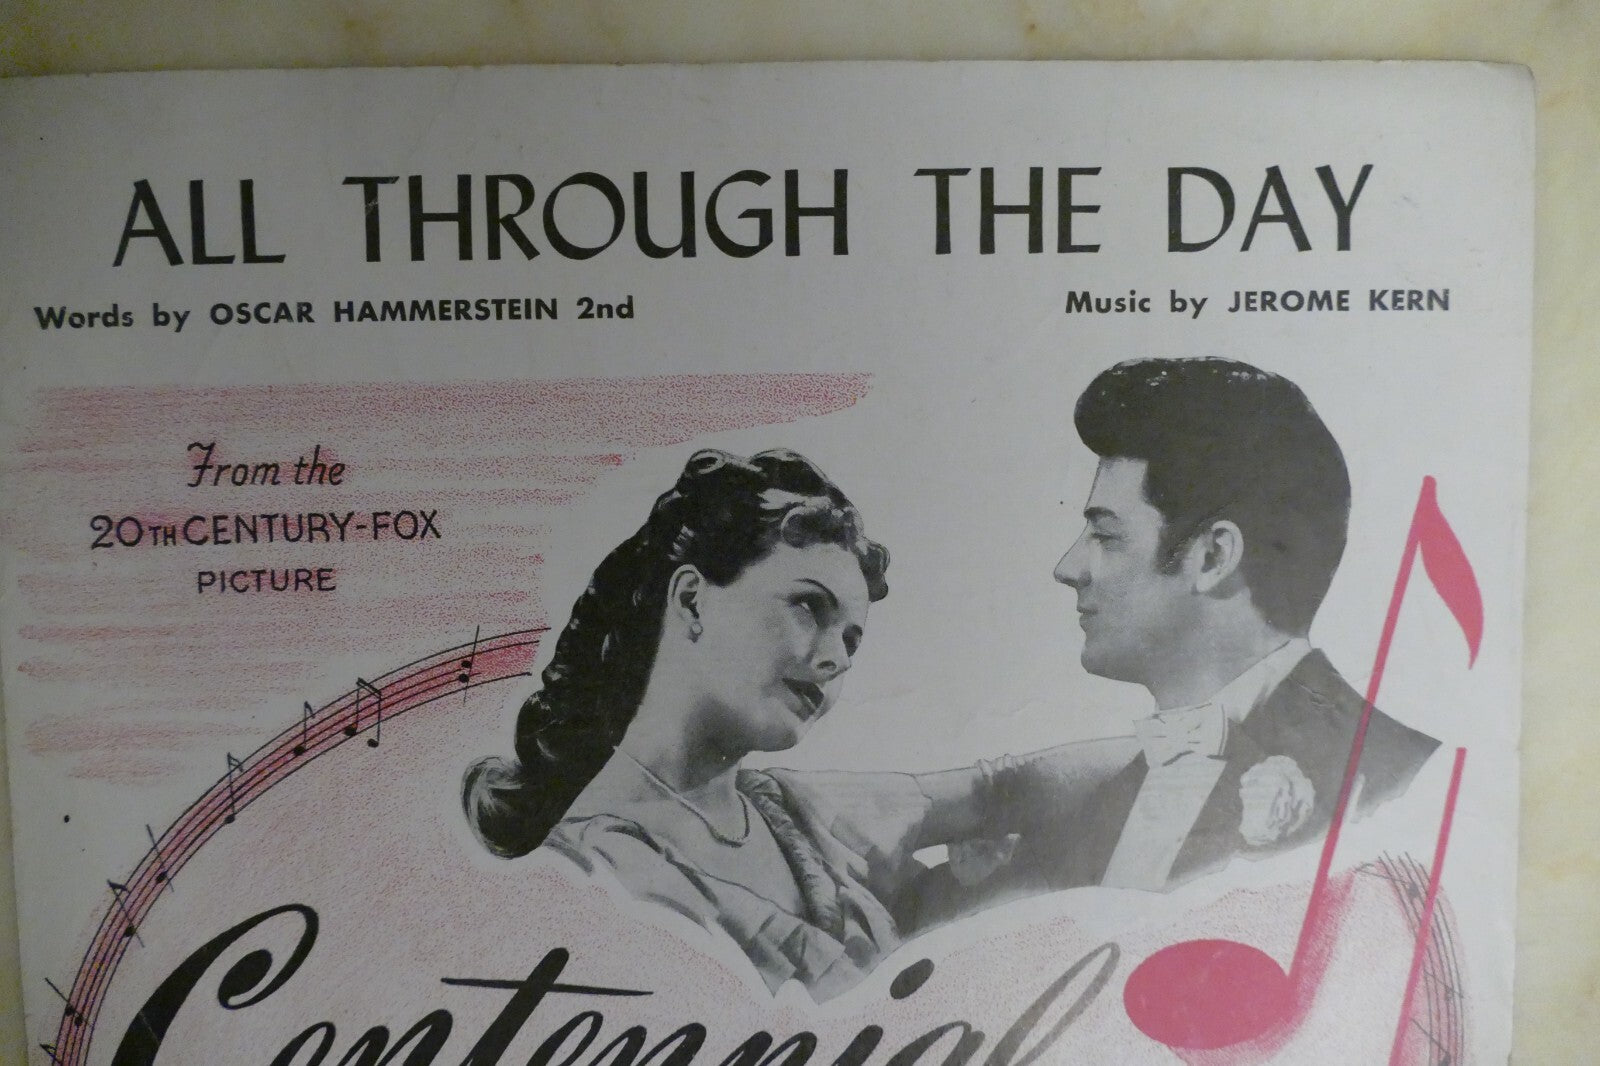 ALL THROUGH THE DAY
Words by OSCAR HAMMERSTEIN 2nd
Music by JEROME KERN
From the
20TH CENTURY-FOX
PICTURE
Centennial